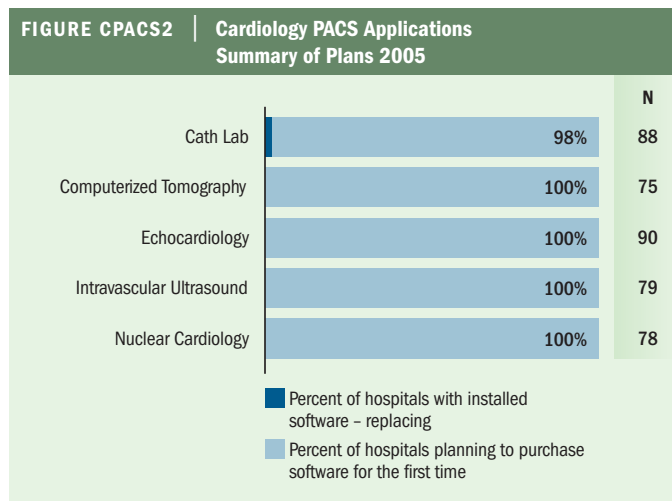 FIGURE CPACS2 | Cardiology PACS Applications
Summary of Plans 2005
N
Cath Lab 98% 88
Computerized Tomography 100% 75
Echocardiology 100% 90
Intravascular Ultrasound 100% 79
Nuclear Cardiology 100% 78
Percent of hospitals with installed
software – replacing
Percent of hospitals planning to purchase
software for the first time